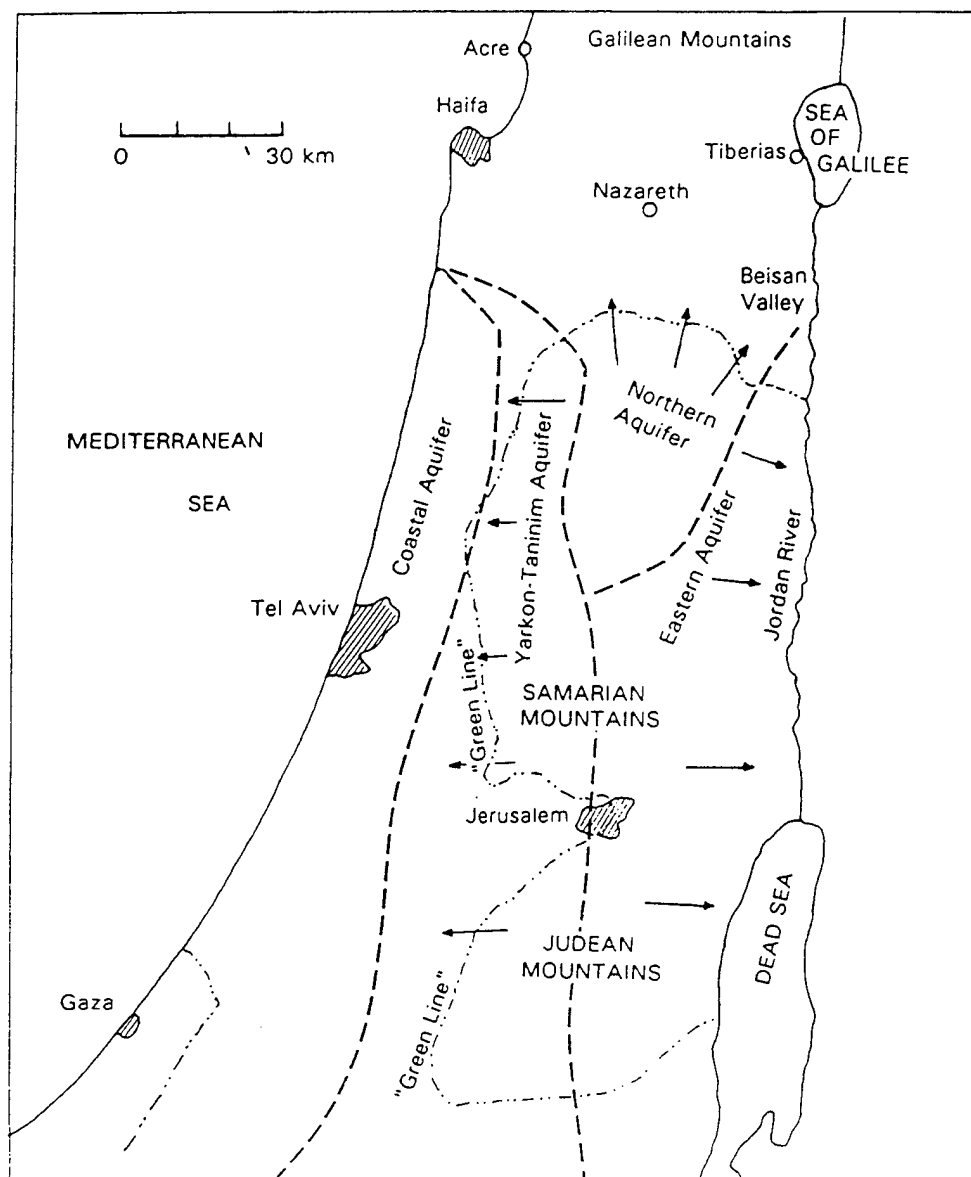 Acre
Galilean Mountains
Haifa
0 30 km
SEA
OF
GALILEE
Tiberias
Nazareth
Beisan
Valley
Northern
Aquifer
MEDITERRANEAN
SEA
Coastal Aquifer
Yarkon-Taninim Aquifer
Eastern Aquifer
Jordan River
Tel Aviv
"Green Line"
SAMARIAN
MOUNTAINS
Jerusalem
JUDEAN
MOUNTAINS
DEAD SEA
Gaza
"Green Line"